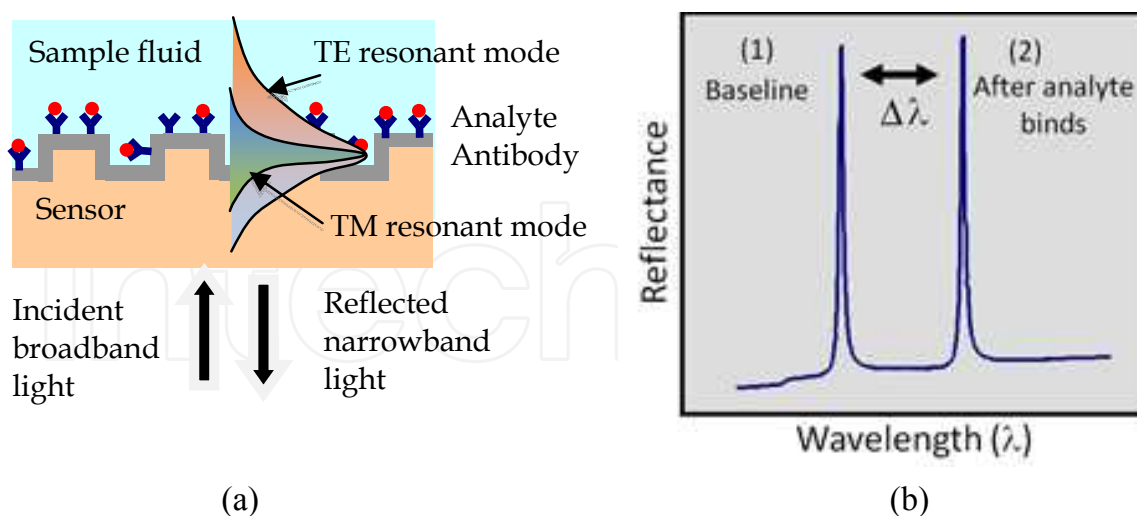 Sample fluid
TE resonant mode
Analyte
Antibody
Sensor
TM resonant mode
Incident
broadband
light
Reflected
narrowband
light
intech
(a)
(1)
Baseline
Δλ
(2)
After analyte
binds
Reflectance
Wavelength (λ)
(b)